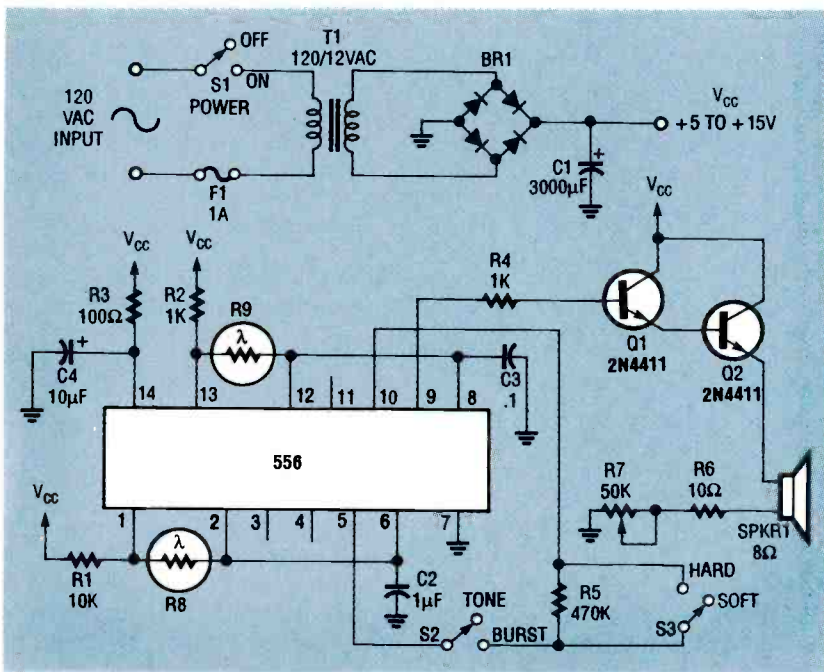 OFF
ON
S1
POWER
120
VAC
INPUT
F1
1A
T1
120/12VAC
BR1
C1
3000µF
+
VCC
+5 TO +15V
VCC
R3
100Ω
C4
10µF
+
VCC
R2
1K
R9
λ
R4
1K
VCC
Q1
2N4411
Q2
2N4411
C3
.1
14
13
12
11
10
9
8
556
1
2
3
4
5
6
7
VCC
R1
10K
λ
R8
C2
1µF
S2
TONE
BURST
R5
470K
HARD
SOFT
S3
R7
50K
R6
10Ω
SPKR1
8Ω